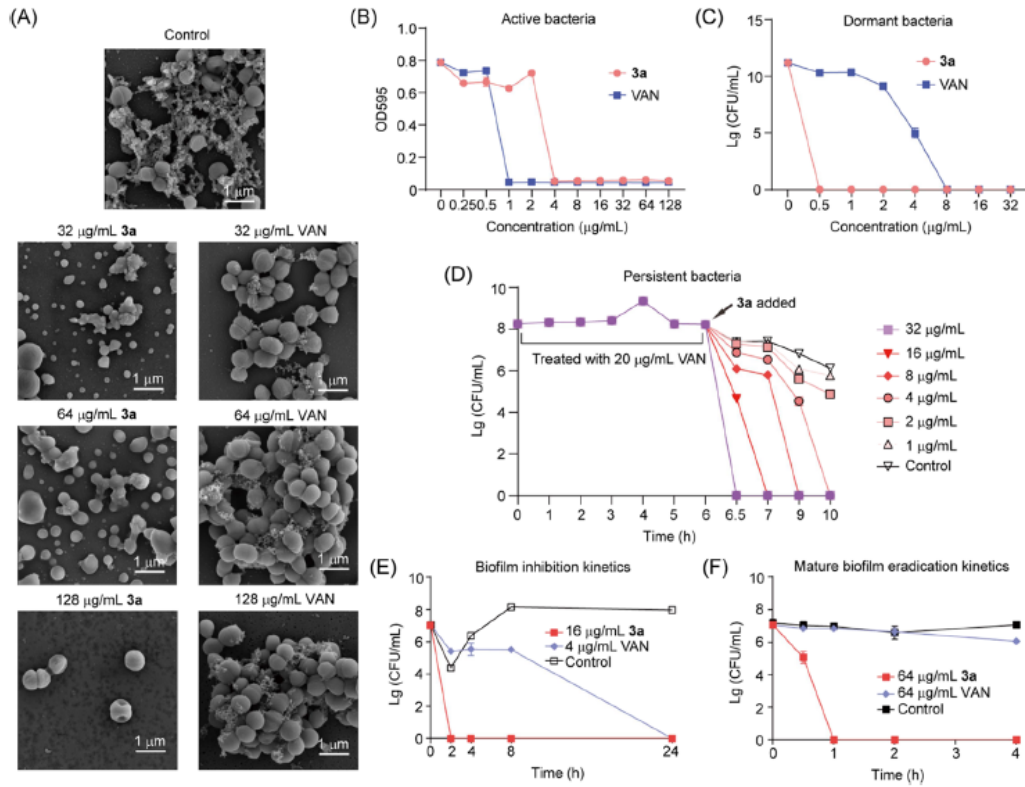 (A)
Control
1 μm
32 μg/mL 3a
32 μg/mL VAN
1 μm
1 μm
64 μg/mL 3a
64 μg/mL VAN
1 μm
1 μm
128 μg/mL 3a
128 μg/mL VAN
1 μm
1 μm
(B)
Active bacteria
OD595
0.8
0.6
0.4
0.2
0.0
3a
VAN
0 0.250 0.5 1 2 4 8 16 32 64 128
Concentration (μg/mL)
(C)
Dormant bacteria
Lg (CFU/mL)
15
10
5
0
3a
VAN
0 0.5 1 2 4 8 16 32
Concentration (μg/mL)
(D)
Persistent bacteria
Lg (CFU/mL)
10
8
6
4
2
0
3a added
Treated with 20 μg/mL VAN
0 1 2 3 4 5 6 6.5 7 9 10
Time (h)
32 μg/mL
16 μg/mL
8 μg/mL
4 μg/mL
2 μg/mL
1 μg/mL
Control
(E)
Biofilm inhibition kinetics
Lg (CFU/mL)
10
8
6
4
2
0
16 μg/mL 3a
4 μg/mL VAN
Control
0 2 4 8 24
Time (h)
(F)
Mature biofilm eradication kinetics
Lg (CFU/mL)
10
8
6
4
2
0
64 μg/mL 3a
64 μg/mL VAN
Control
0 1 2 3 4
Time (h)